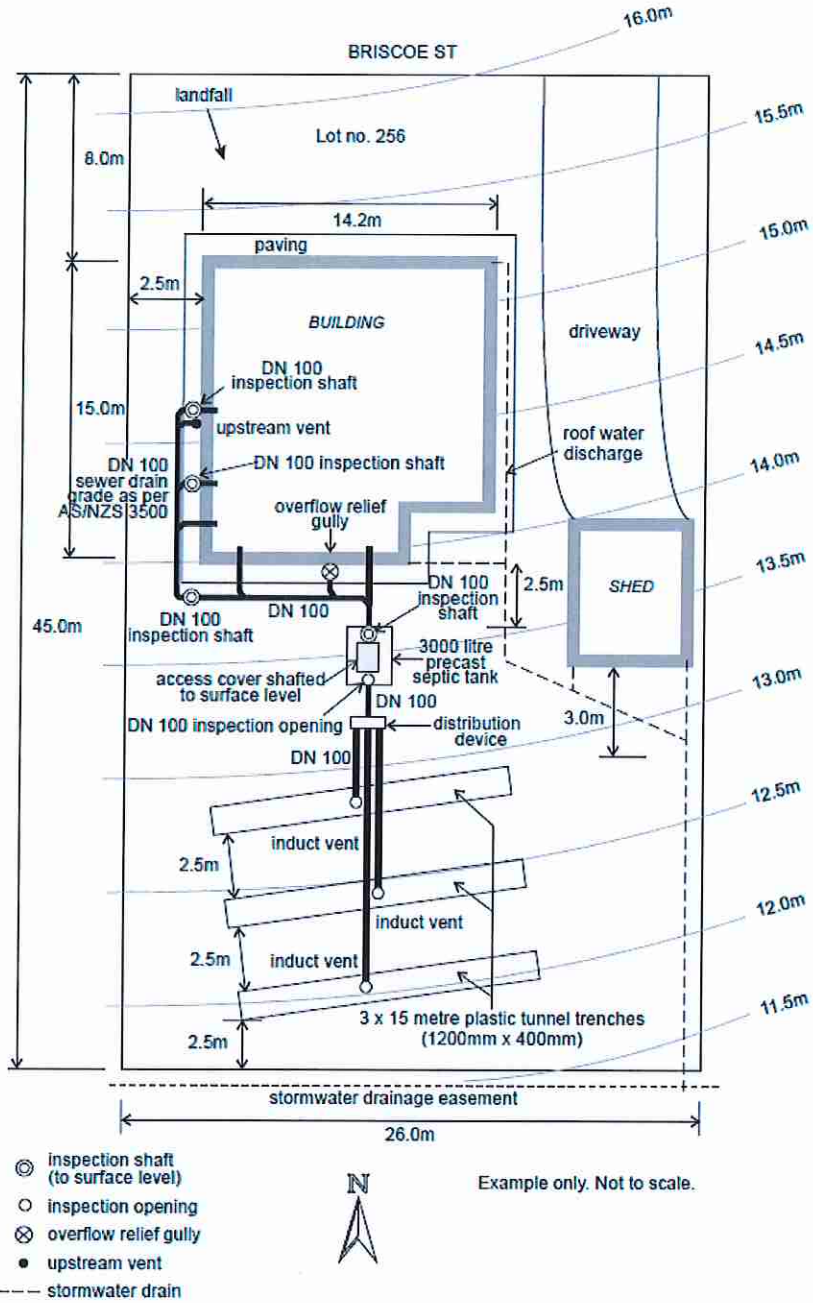 16.0m
BRISCOE ST
landfall
15.5m
Lot no. 256
8.0m
14.2m
15.0m
paving
2.5m
BUILDING
driveway
14.5m
DN 100
inspection shaft
15.0m
upstream vent
roof water
discharge
14.0m
DN 100
sewer drain
grade as per
AS/NZS 3500
DN 100 inspection shaft
overflow relief
gully
13.5m
DN 100
inspection
shaft
2.5m
SHED
45.0m
DN 100
DN 100
inspection shaft
3000 litre
precast
septic tank
access cover shafted
to surface level
13.0m
DN 100
DN 100 inspection opening
distribution
device
3.0m
DN 100
12.5m
induct vent
2.5m
12.0m
induct vent
2.5m
induct vent
11.5m
3 x 15 metre plastic tunnel trenches
(1200mm x 400mm)
2.5m
stormwater drainage easement
26.0m
inspection shaft
(to surface level)
N
Example only. Not to scale.
inspection opening
overflow relief gully
upstream vent
stormwater drain